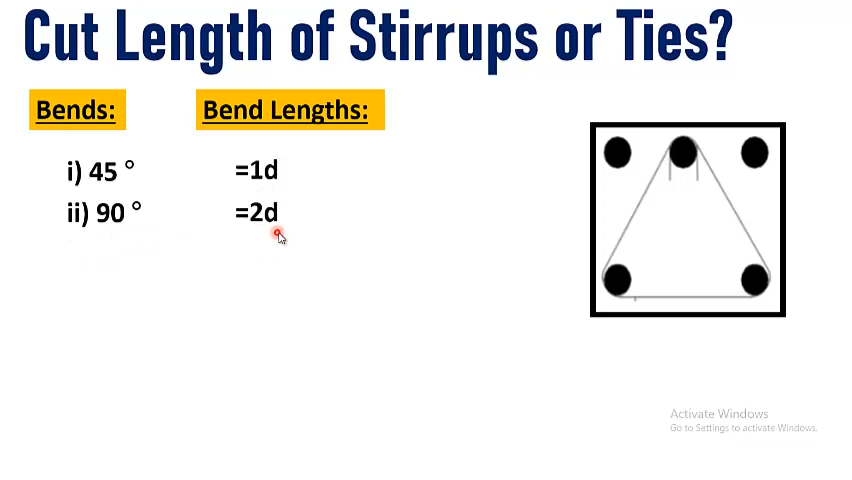 Cut Length of Stirrups or Ties?
Bends: Bend Lengths:
i) 45 ° =1d
ii) 90 ° =2d
Activate Windows
Go to Settings to activate Windows.